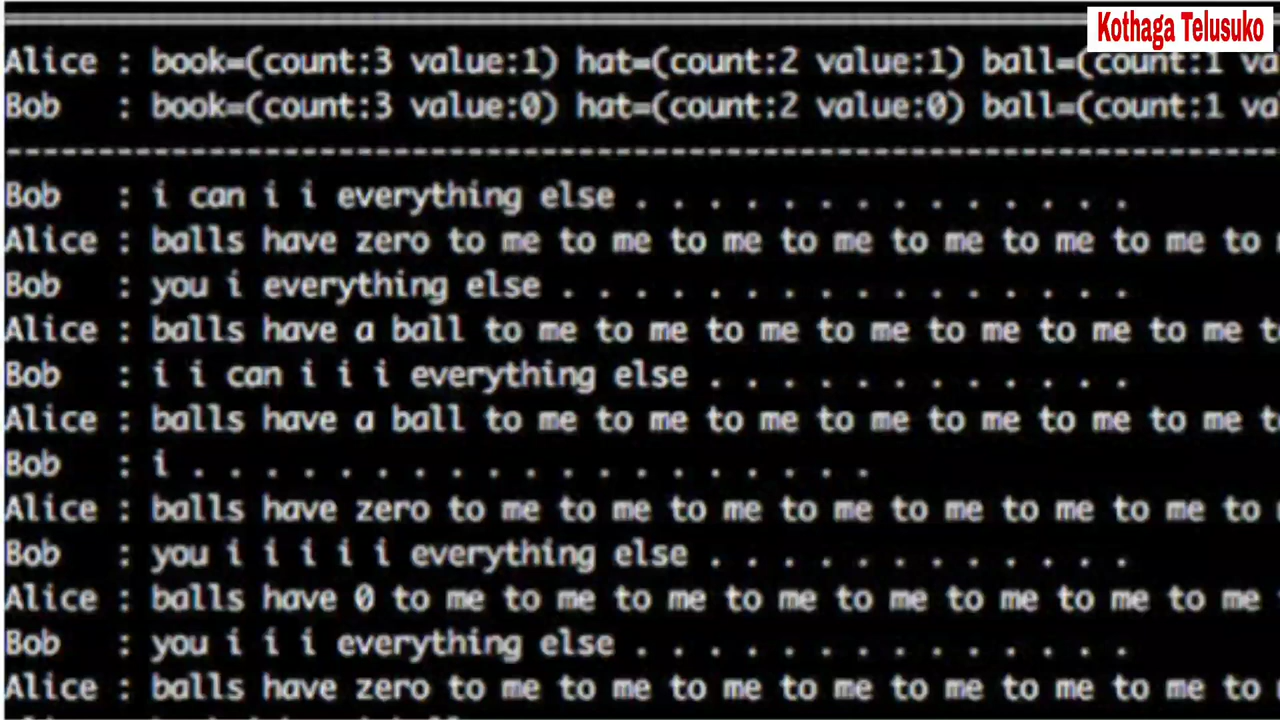 Kothaga Telusuko
Alice : book=(count:3 value:1) hat=(count:2 value:1) ball=(count:1 va
Bob : book=(count:3 value:0) hat=(count:2 value:0) ball=(count:1 va
--------------------------------------------------------------------------------
Bob : i can i i everything else . . . . . . . . . . . . . .
Alice : balls have zero to me to me to me to me to me to me to me to
Bob : you i everything else . . . . . . . . . . . . . . . .
Alice : balls have a ball to me to me to me to me to me to me to me t
Bob : i i can i i i everything else . . . . . . . . . . . .
Alice : balls have a ball to me to me to me to me to me to me to me t
Bob : i . . . . . . . . . . . . . . . . . . .
Alice : balls have zero to me to me to me to me to me to me to me to
Bob : you i i i i i everything else . . . . . . . . . . . .
Alice : balls have 0 to me to me to me to me to me to me to me to me
Bob : you i i i everything else . . . . . . . . . . . . . .
Alice : balls have zero to me to me to me to me to me to me to me to